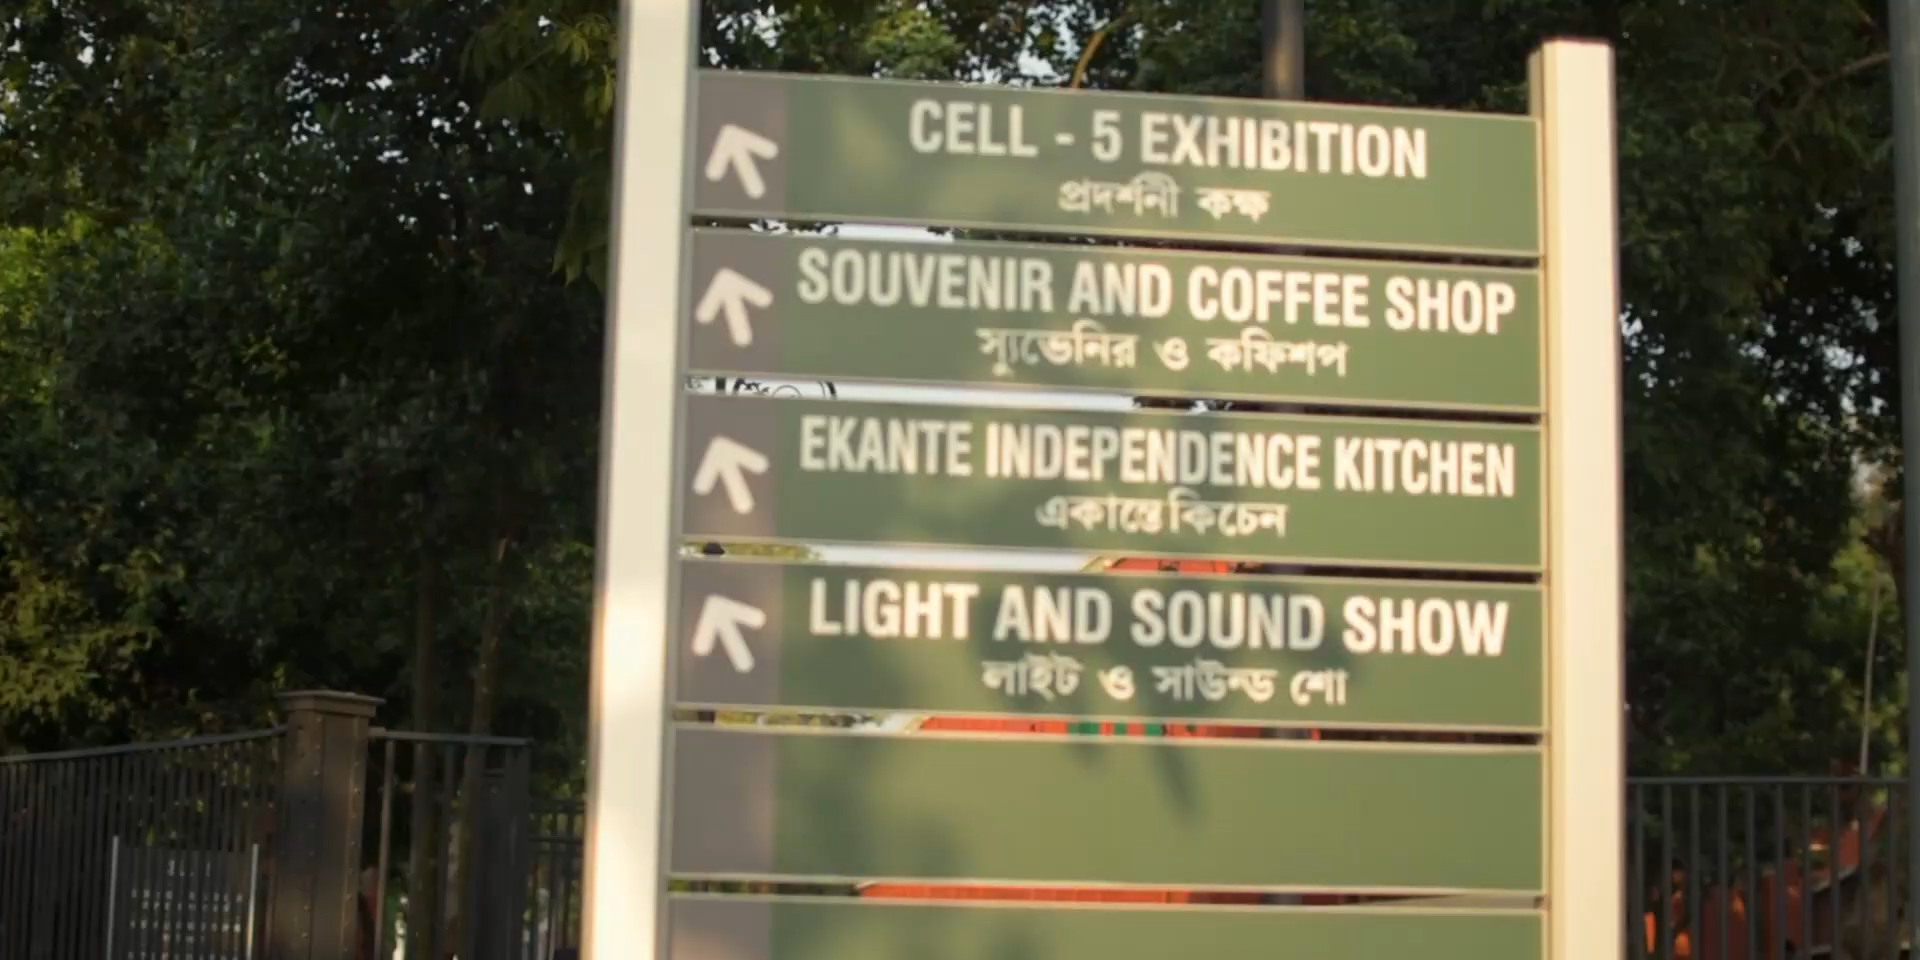 CELL - 5 EXHIBITION
প্রদর্শনী কক্ষ
SOUVENIR AND COFFEE SHOP
স্যুভেনির ও কফিশপ
EKANTE INDEPENDENCE KITCHEN
একান্তে কিচেন
LIGHT AND SOUND SHOW
লাইট ও সাউন্ড শো